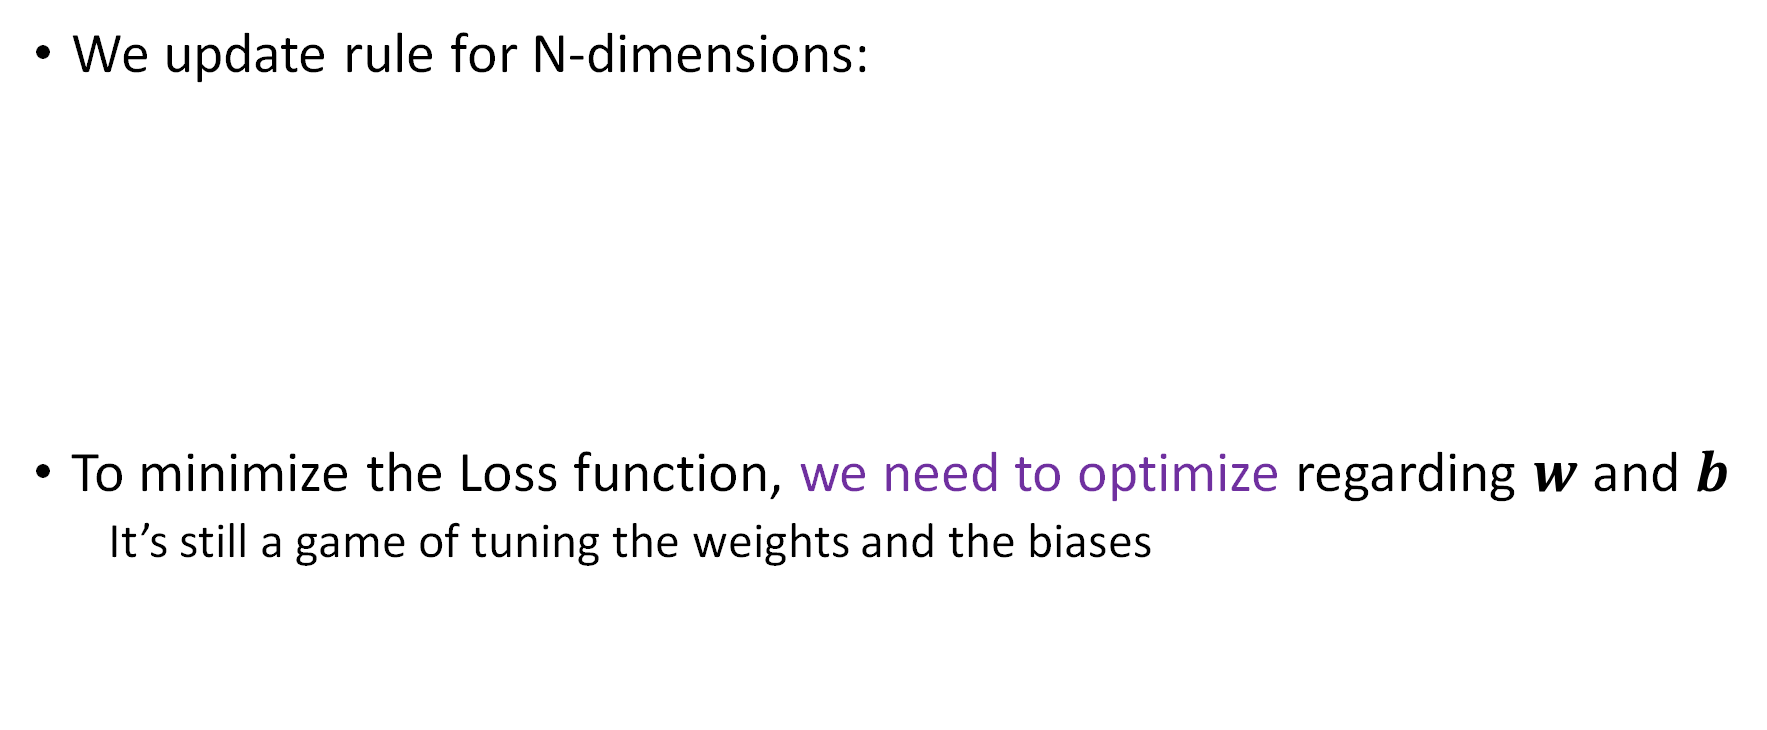 • We update rule for N-dimensions:
• To minimize the Loss function, we need to optimize regarding w and b
It’s still a game of tuning the weights and the biases